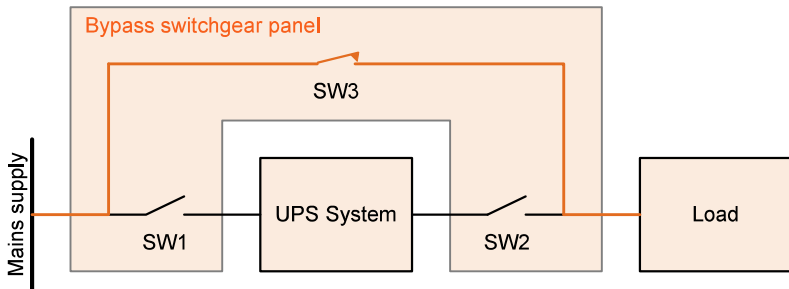 Bypass switchgear panel
SW3
Mains supply
SW1
UPS System
SW2
Load